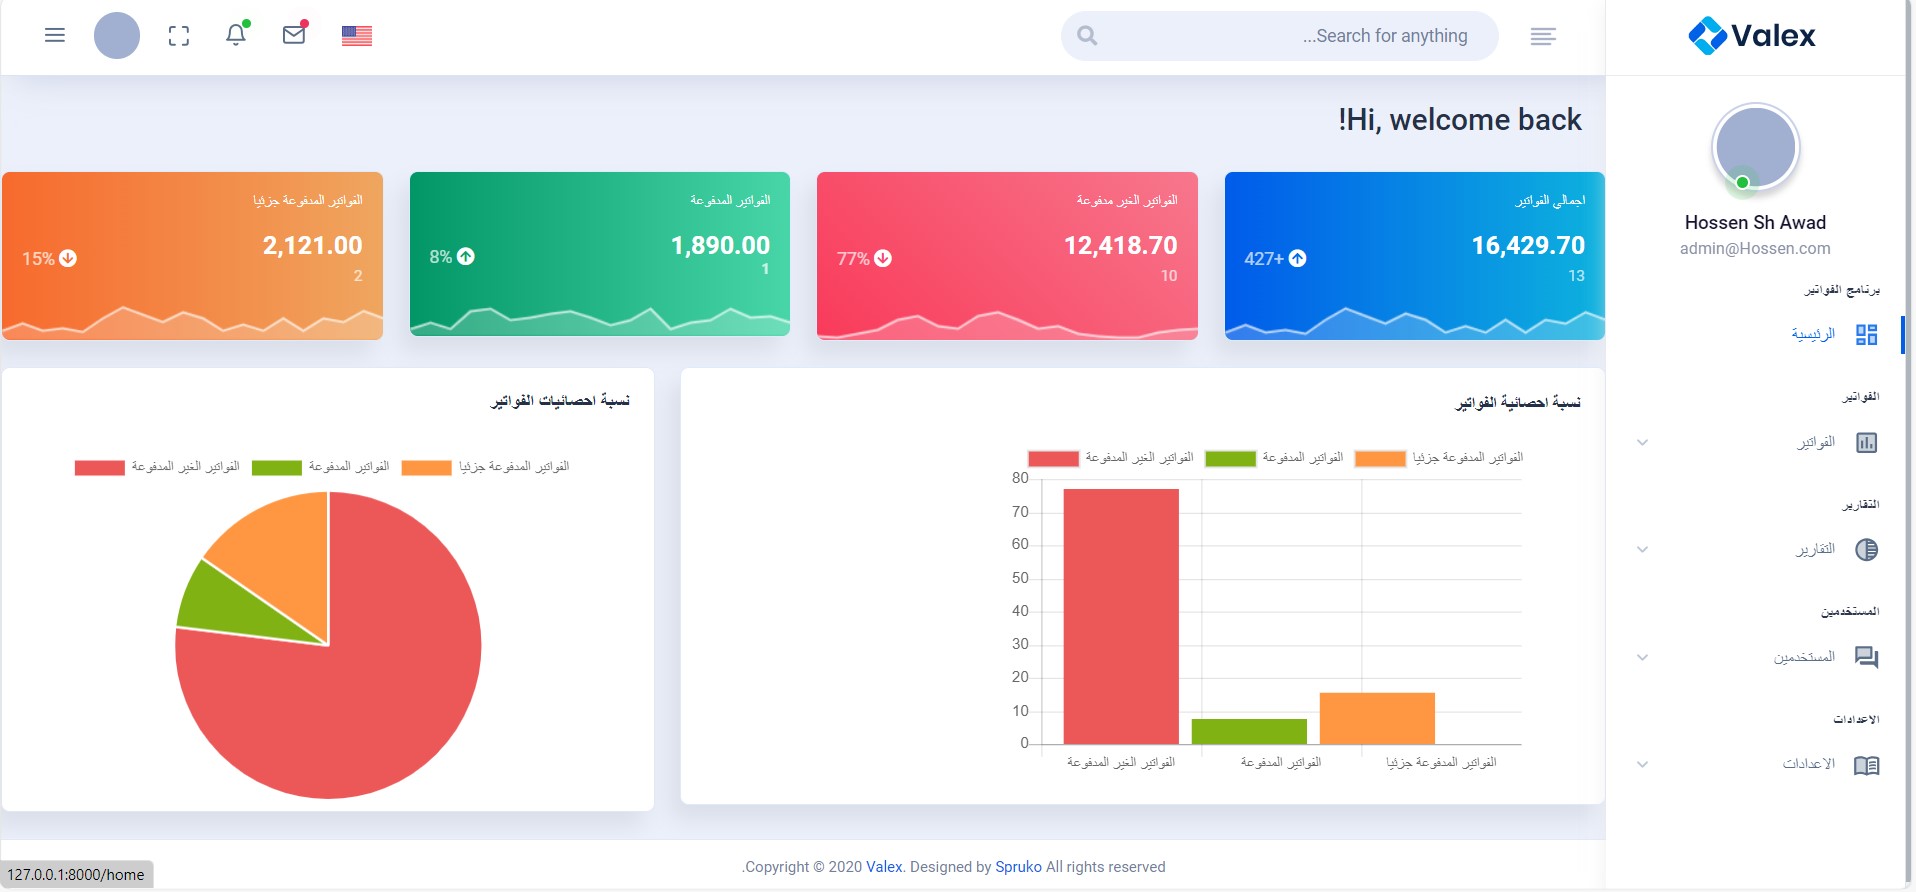 Valex
Search for anything...
Hossen Sh Awad
admin@Hossen.com
برنامج الفواتير
الرئيسية
الفواتير
الفواتير
التقارير
التقارير
المستخدمين
المستخدمين
الاعدادات
الاعدادات
Hi, welcome back!
اجمالي الفواتير
16,429.70
13
427+
الفواتير الغير مدفوعة
12,418.70
10
77%
الفواتير المدفوعة
1,890.00
1
8%
الفواتير المدفوعة جزئيا
2,121.00
2
15%
نسبة احصائية الفواتير
الفواتير الغير المدفوعة
الفواتير المدفوعة
الفواتير المدفوعة جزئيا
80
70
60
50
40
30
20
10
0
الفواتير الغير المدفوعة
الفواتير المدفوعة
الفواتير المدفوعة جزئيا
نسبة احصائيات الفواتير
الفواتير الغير المدفوعة
الفواتير المدفوعة
الفواتير المدفوعة جزئيا
Copyright © 2020 Valex. Designed by Spruko All rights reserved.
127.0.0.1:8000/home